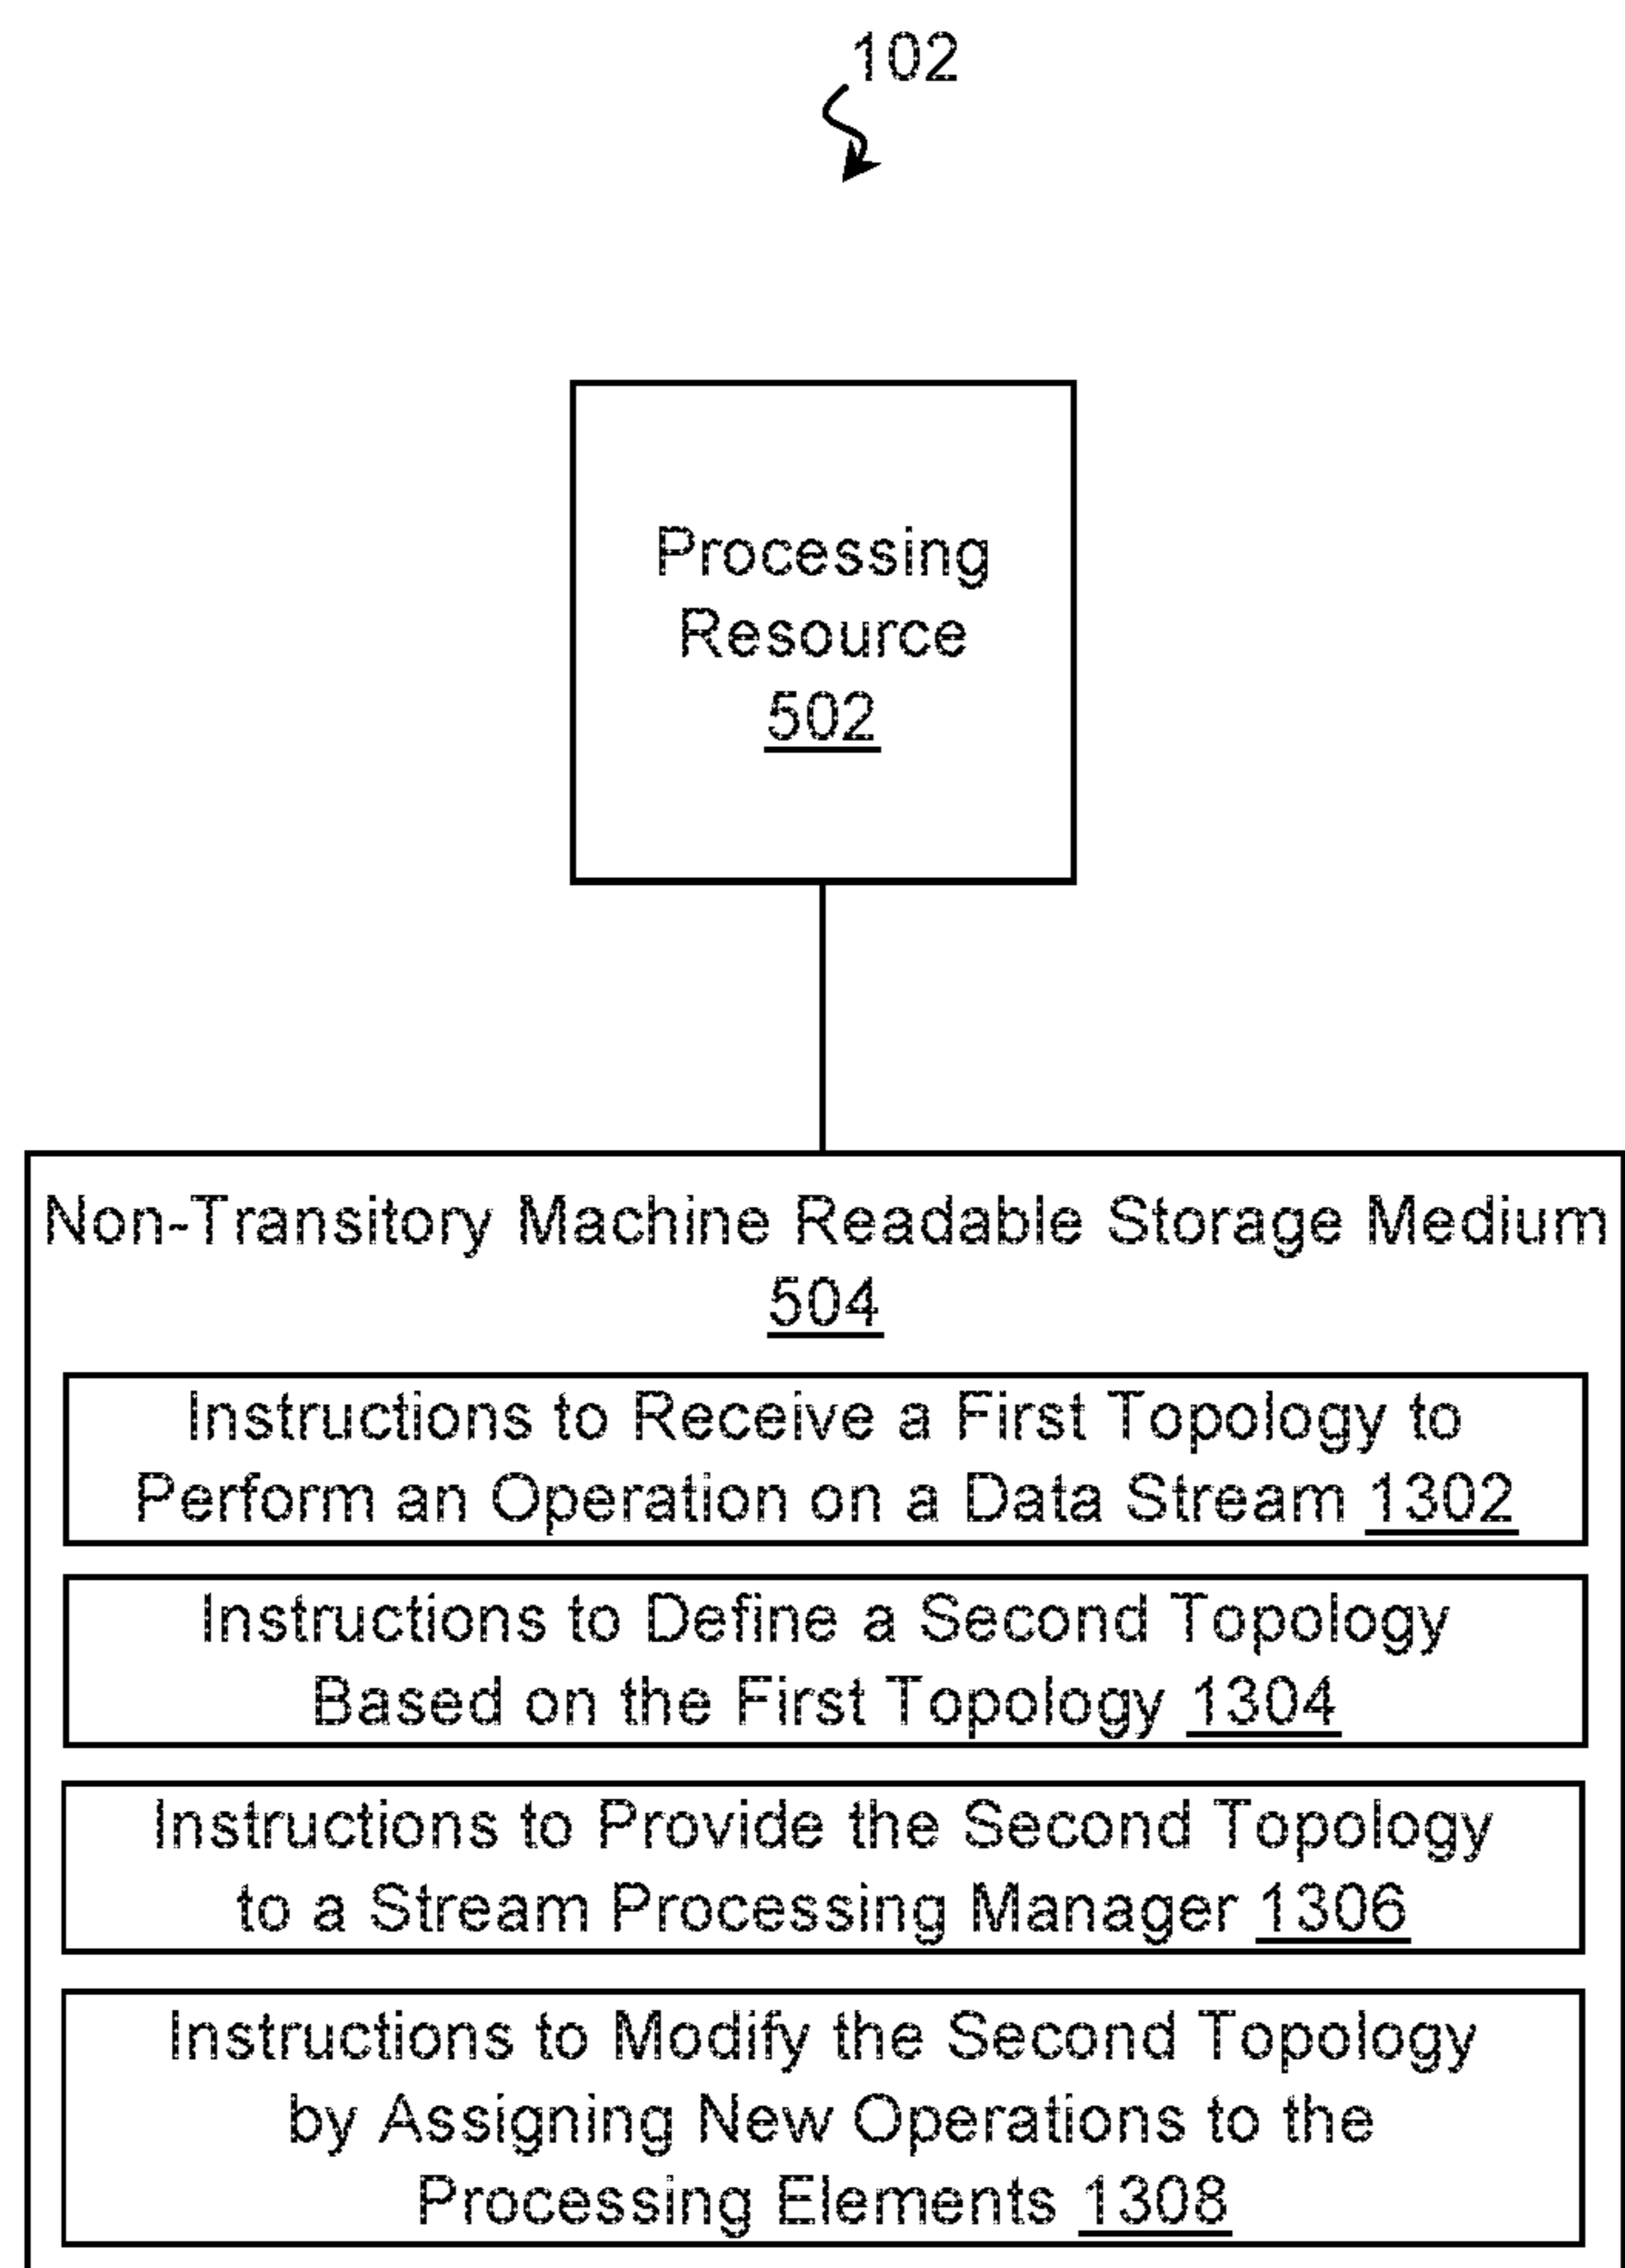 102
Processing
Resource
502
Non-Transitory Machine Readable Storage Medium
504
Instructions to Receive a First Topology to
Perform an Operation on a Data Stream 1302
Instructions to Define a Second Topology
Based on the First Topology 1304
Instructions to Provide the Second Topology
to a Stream Processing Manager 1306
Instructions to Modify the Second Topology
by Assigning New Operations to the
Processing Elements 1308